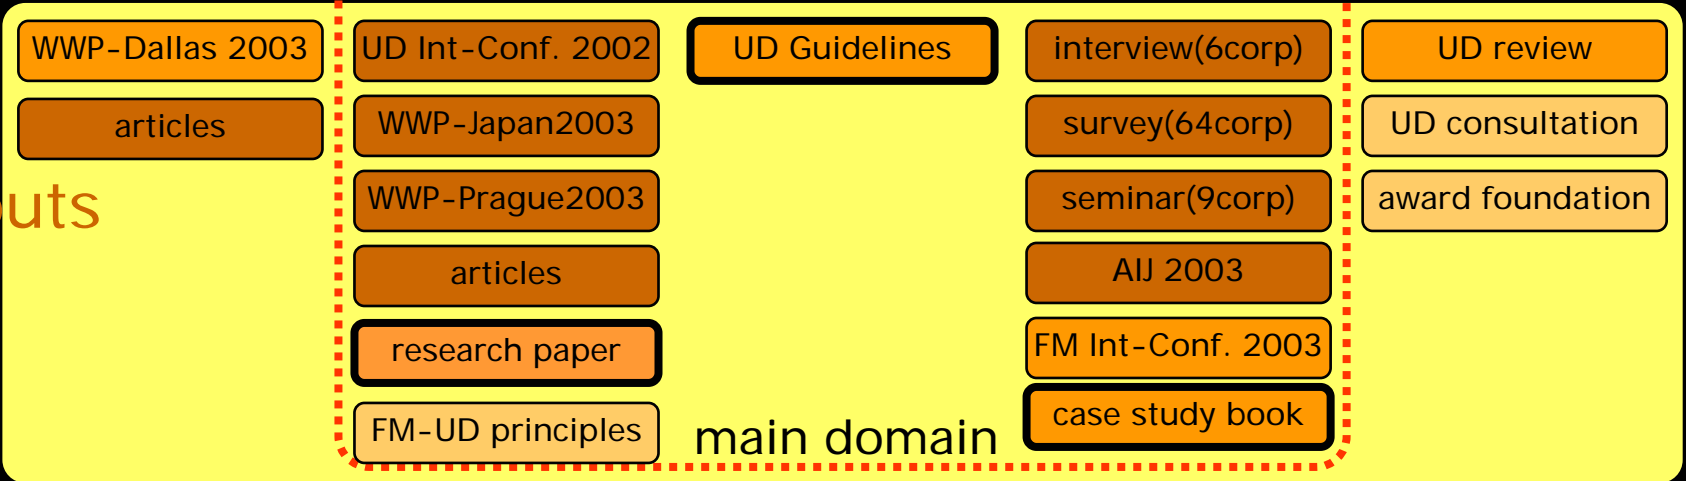 WWP-Dallas 2003
articles
uts
UD Int-Conf. 2002
WWP-Japan2003
WWP-Prague2003
articles
research paper
FM-UD principles
UD Guidelines
main domain
interview(6corp)
survey(64corp)
seminar(9corp)
AIJ 2003
FM Int-Conf. 2003
case study book
UD review
UD consultation
award foundation